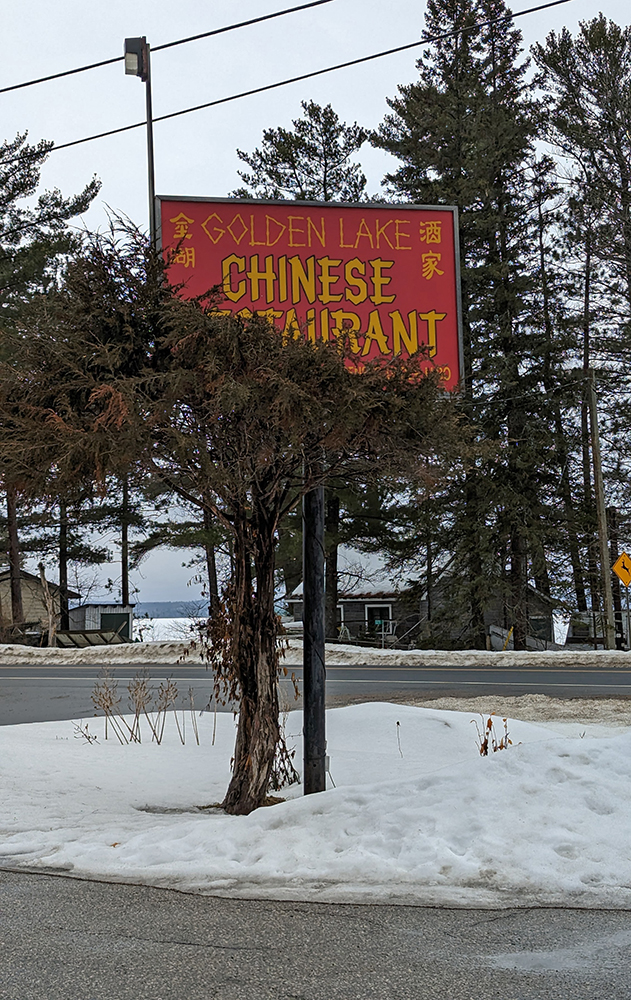 金湖
GOLDEN LAKE
酒家
CHINESE
RESTAURANT